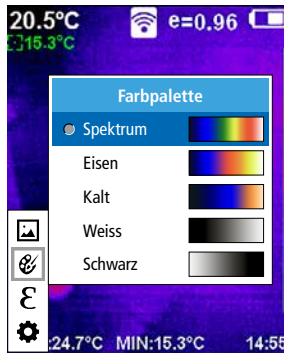 20.5°C e=0.96
15.3°C
Farbpalette
Spektrum
Eisen
Kalt
Weiss
Schwarz
ε
:24.7°C MIN:15.3°C 14:55